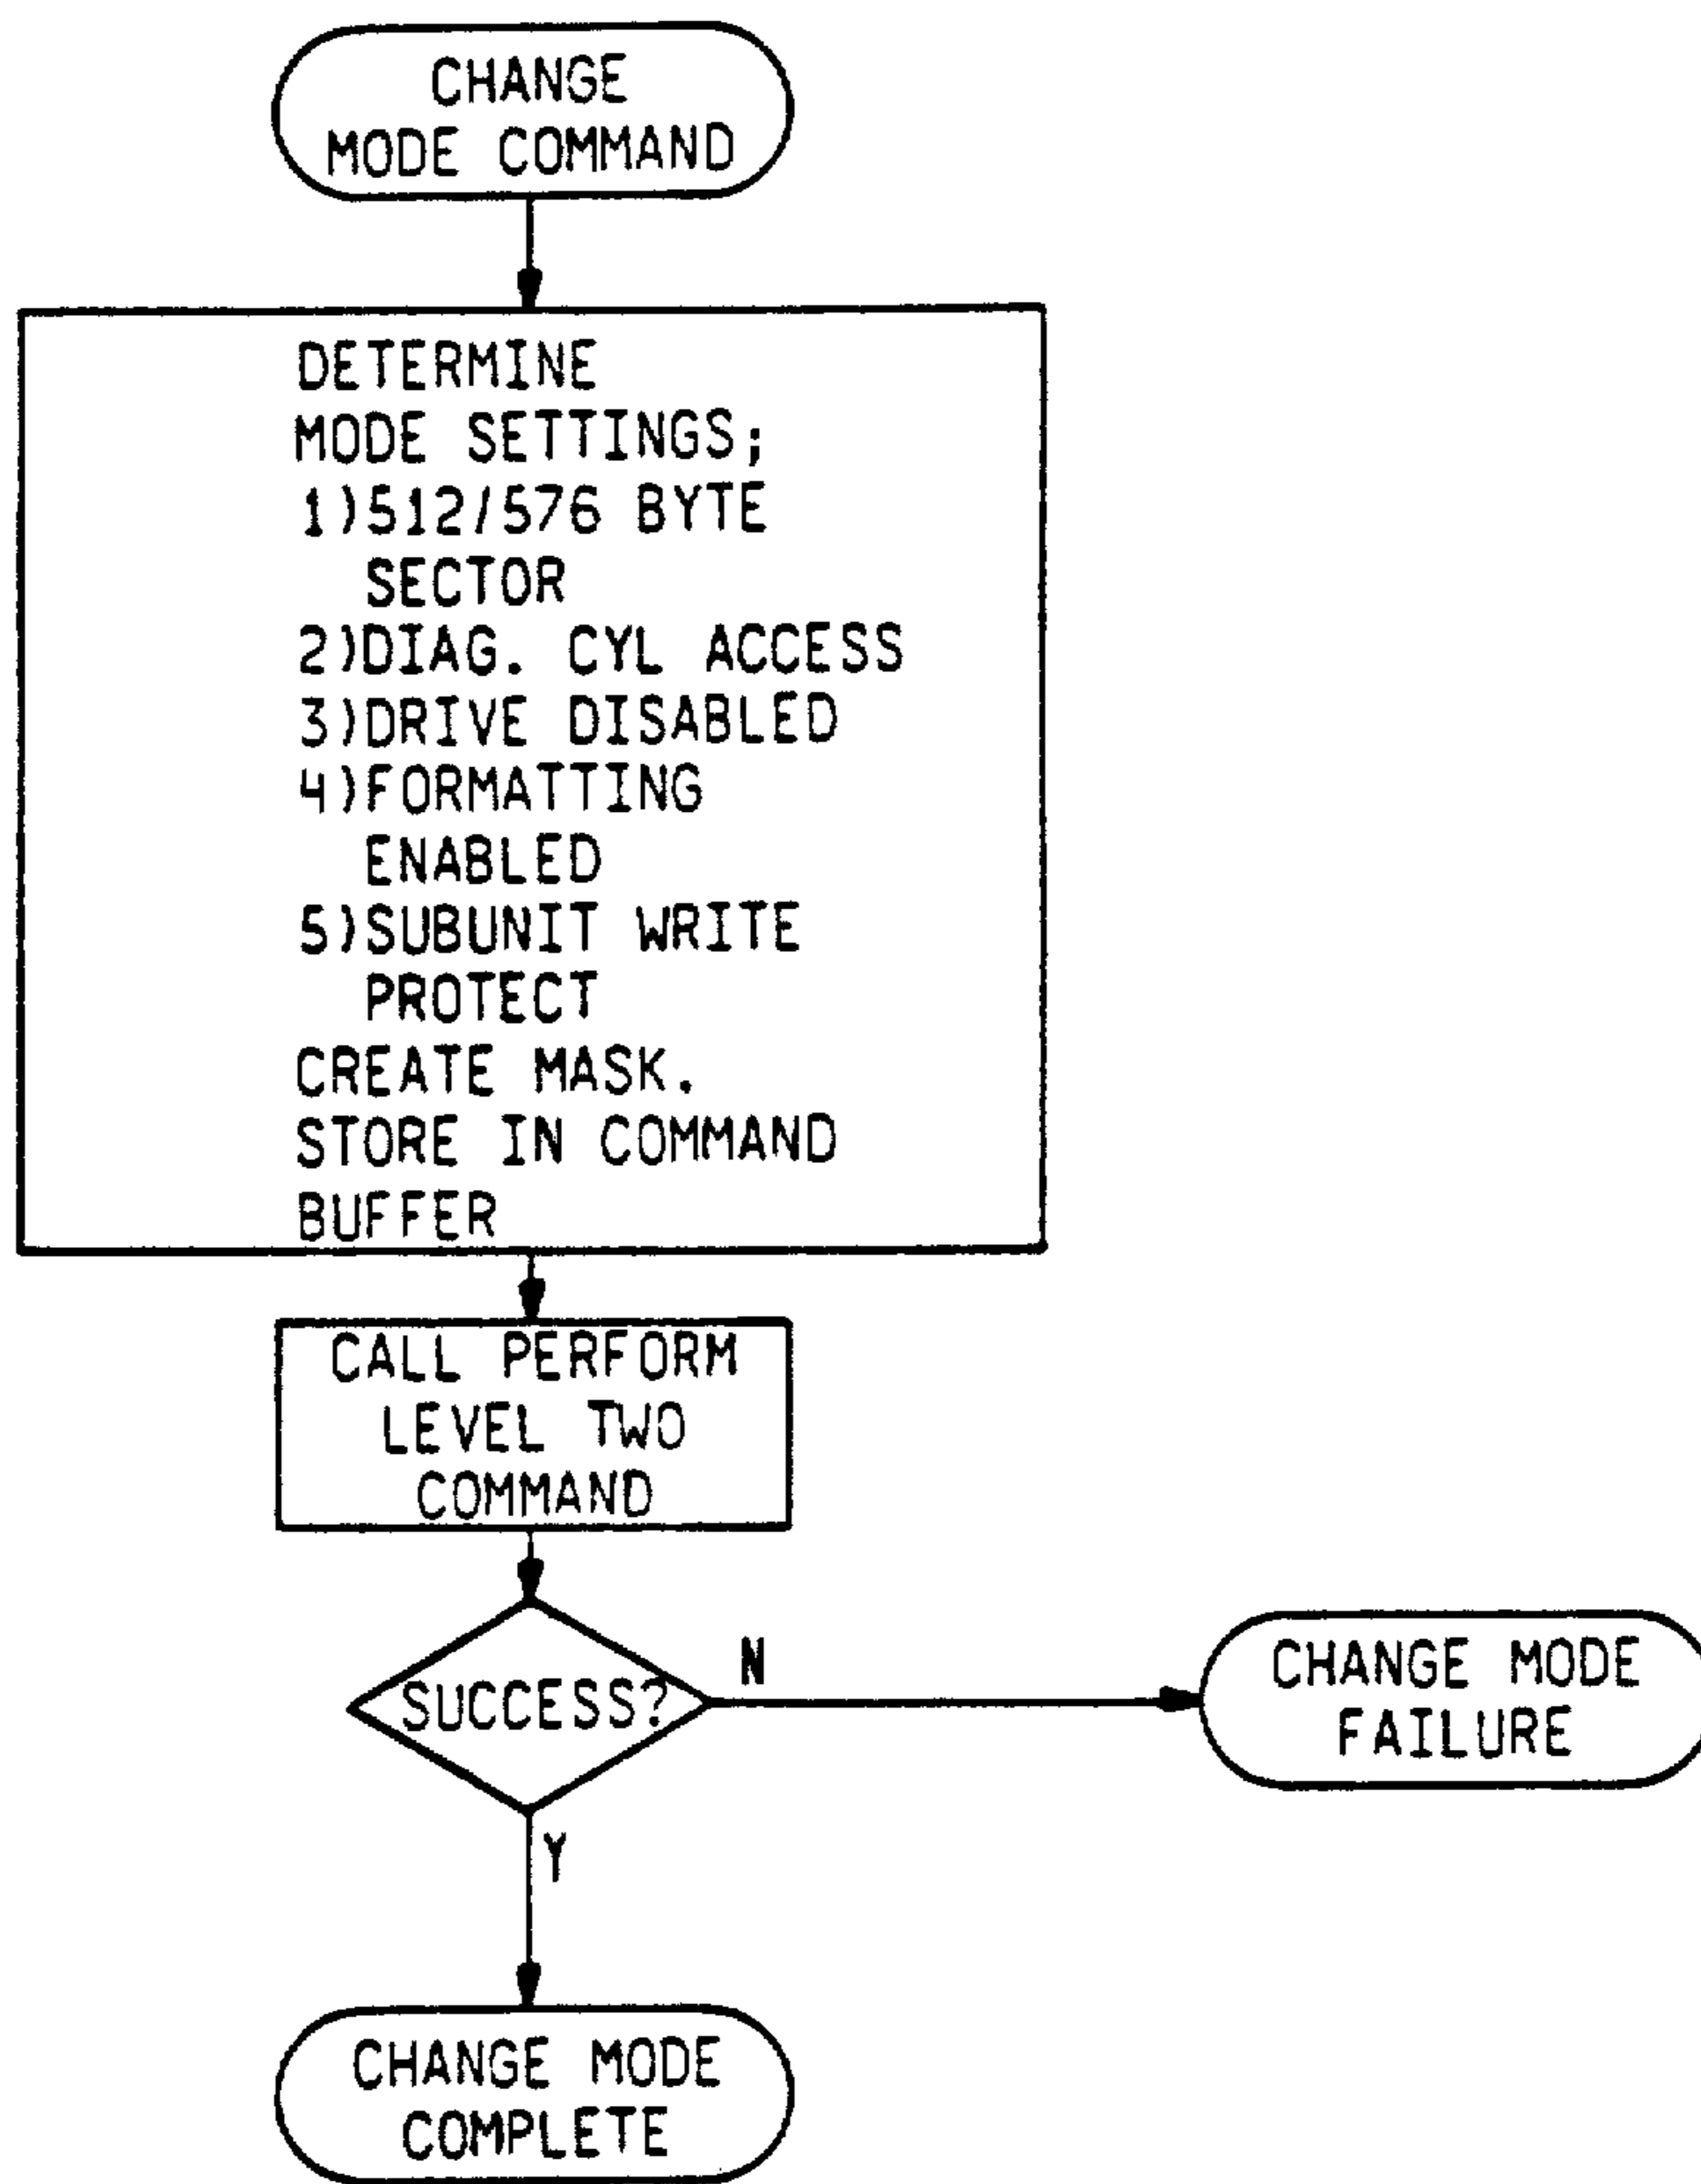 CHANGE
MODE COMMAND
DETERMINE
MODE SETTINGS;
1)512/576 BYTE
SECTOR
2)DIAG. CYL ACCESS
3)DRIVE DISABLED
4)FORMATTING
ENABLED
5)SUBUNIT WRITE
PROTECT
CREATE MASK.
STORE IN COMMAND
BUFFER
CALL PERFORM
LEVEL TWO
COMMAND
SUCCESS?
N
CHANGE MODE
FAILURE
Y
CHANGE MODE
COMPLETE